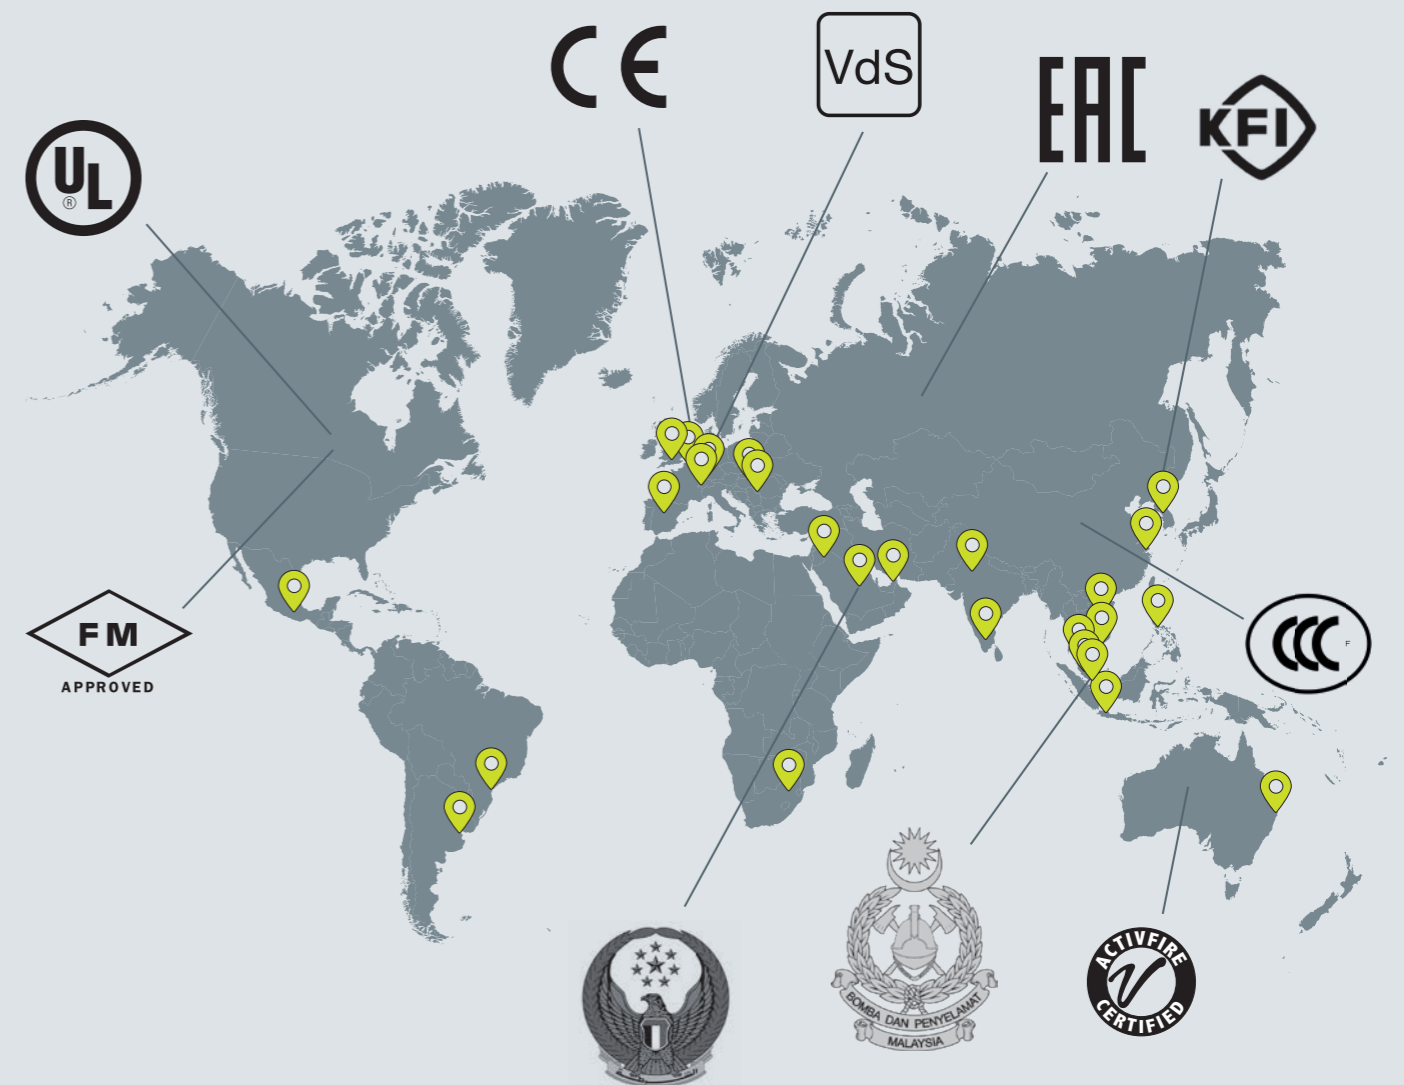 CE
VdS
EAC
KFI
UL
®
FM
APPROVED
CCC
F
BOMBA DAN PENYELAMAT
MALAYSIA
ACTIVFIRE
V
CERTIFIED